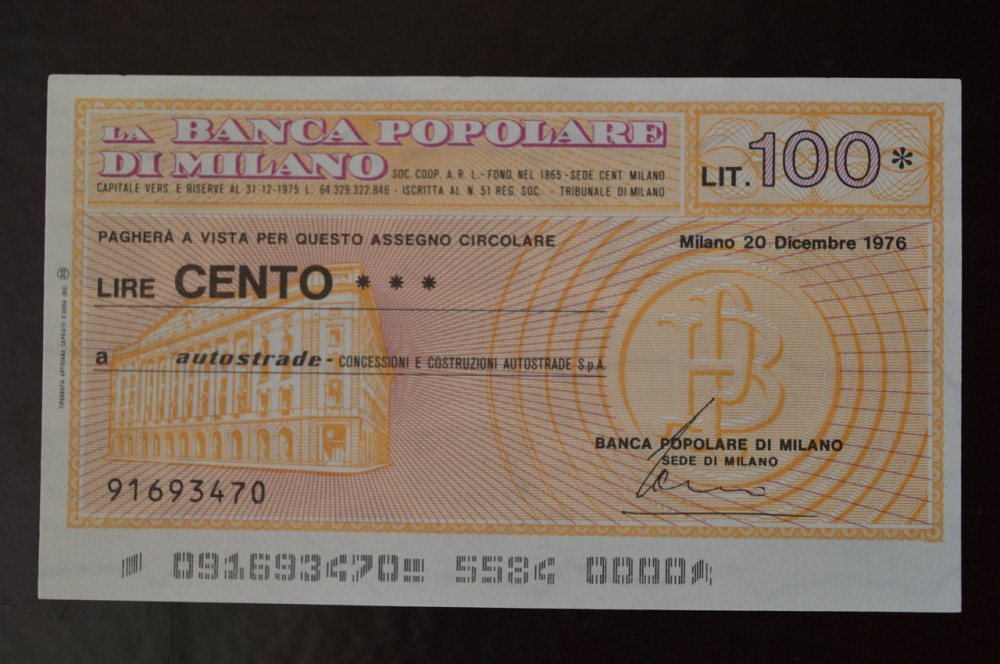 LA BANCA POPOLARE
DI MILANO
SOC. COOP. A R. L.- FOND. NEL 1865 - SEDE CENT. MILANO
CAPITALE VERS. E RISERVE AL 31-12-1975 L. 64.329.322.846 - ISCRITTA AL N. 51 REG. SOC. - TRIBUNALE DI MILANO
LIT. 100*
PAGHERÀ A VISTA PER QUESTO ASSEGNO CIRCOLARE
Milano 20 Dicembre 1976
LIRE CENTO * * *
a autostrade - CONCESSIONI E COSTRUZIONI AUTOSTRADE S.p.A.
BANCA POPOLARE DI MILANO
SEDE DI MILANO
91693470
091693470 5584 0000